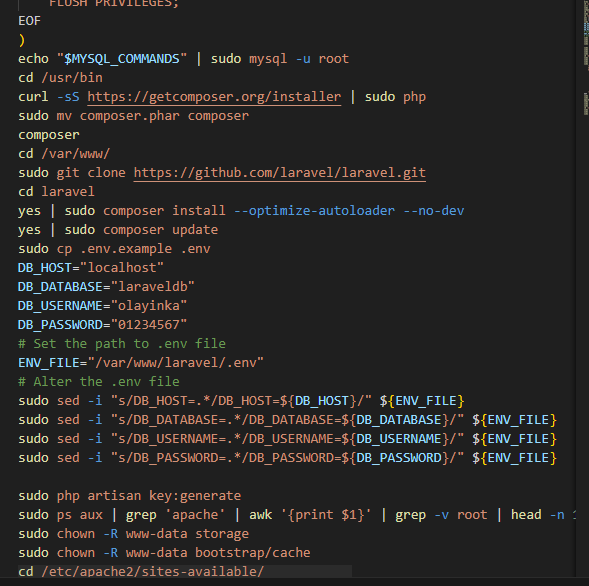 FLUSH PRIVILEGES;
EOF
)
echo "$MYSQL_COMMANDS" | sudo mysql -u root
cd /usr/bin
curl -sS https://getcomposer.org/installer | sudo php
sudo mv composer.phar composer
composer
cd /var/www/
sudo git clone https://github.com/laravel/laravel.git
cd laravel
yes | sudo composer install --optimize-autoloader --no-dev
yes | sudo composer update
sudo cp .env.example .env
DB_HOST="localhost"
DB_DATABASE="laraveldb"
DB_USERNAME="olayinka"
DB_PASSWORD="01234567"
# Set the path to .env file
ENV_FILE="/var/www/laravel/.env"
# Alter the .env file
sudo sed -i "s/DB_HOST=.*/DB_HOST=${DB_HOST}/" ${ENV_FILE}
sudo sed -i "s/DB_DATABASE=.*/DB_DATABASE=${DB_DATABASE}/" ${ENV_FILE}
sudo sed -i "s/DB_USERNAME=.*/DB_USERNAME=${DB_USERNAME}/" ${ENV_FILE}
sudo sed -i "s/DB_PASSWORD=.*/DB_PASSWORD=${DB_PASSWORD}/" ${ENV_FILE}
sudo php artisan key:generate
sudo ps aux | grep 'apache' | awk '{print $1}' | grep -v root | head -n
sudo chown -R www-data storage
sudo chown -R www-data bootstrap/cache
cd /etc/apache2/sites-available/